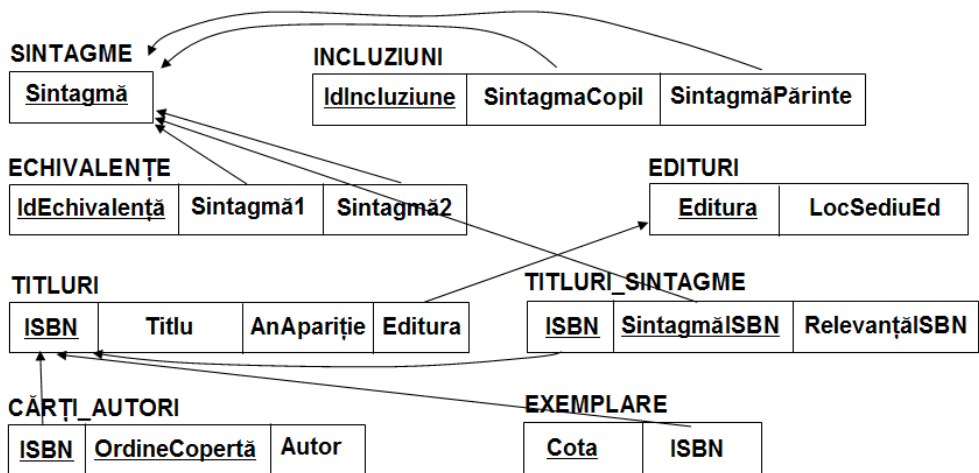 SINTAGME
INCLUZIUNI
Sintagmă
IdIncluziune SintagmaCopil SintagmăPărinte
ECHIVALENȚE
EDITURI
IdEchivalență Sintagmă1 Sintagmă2
Editura LocSediuEd
TITLURI
TITLURI_SINTAGME
ISBN Titlu AnApariție Editura
ISBN SintagmăISBN RelevanțăISBN
CĂRȚI_AUTORI
EXEMPLARE
ISBN OrdineCopertă Autor
Cota ISBN